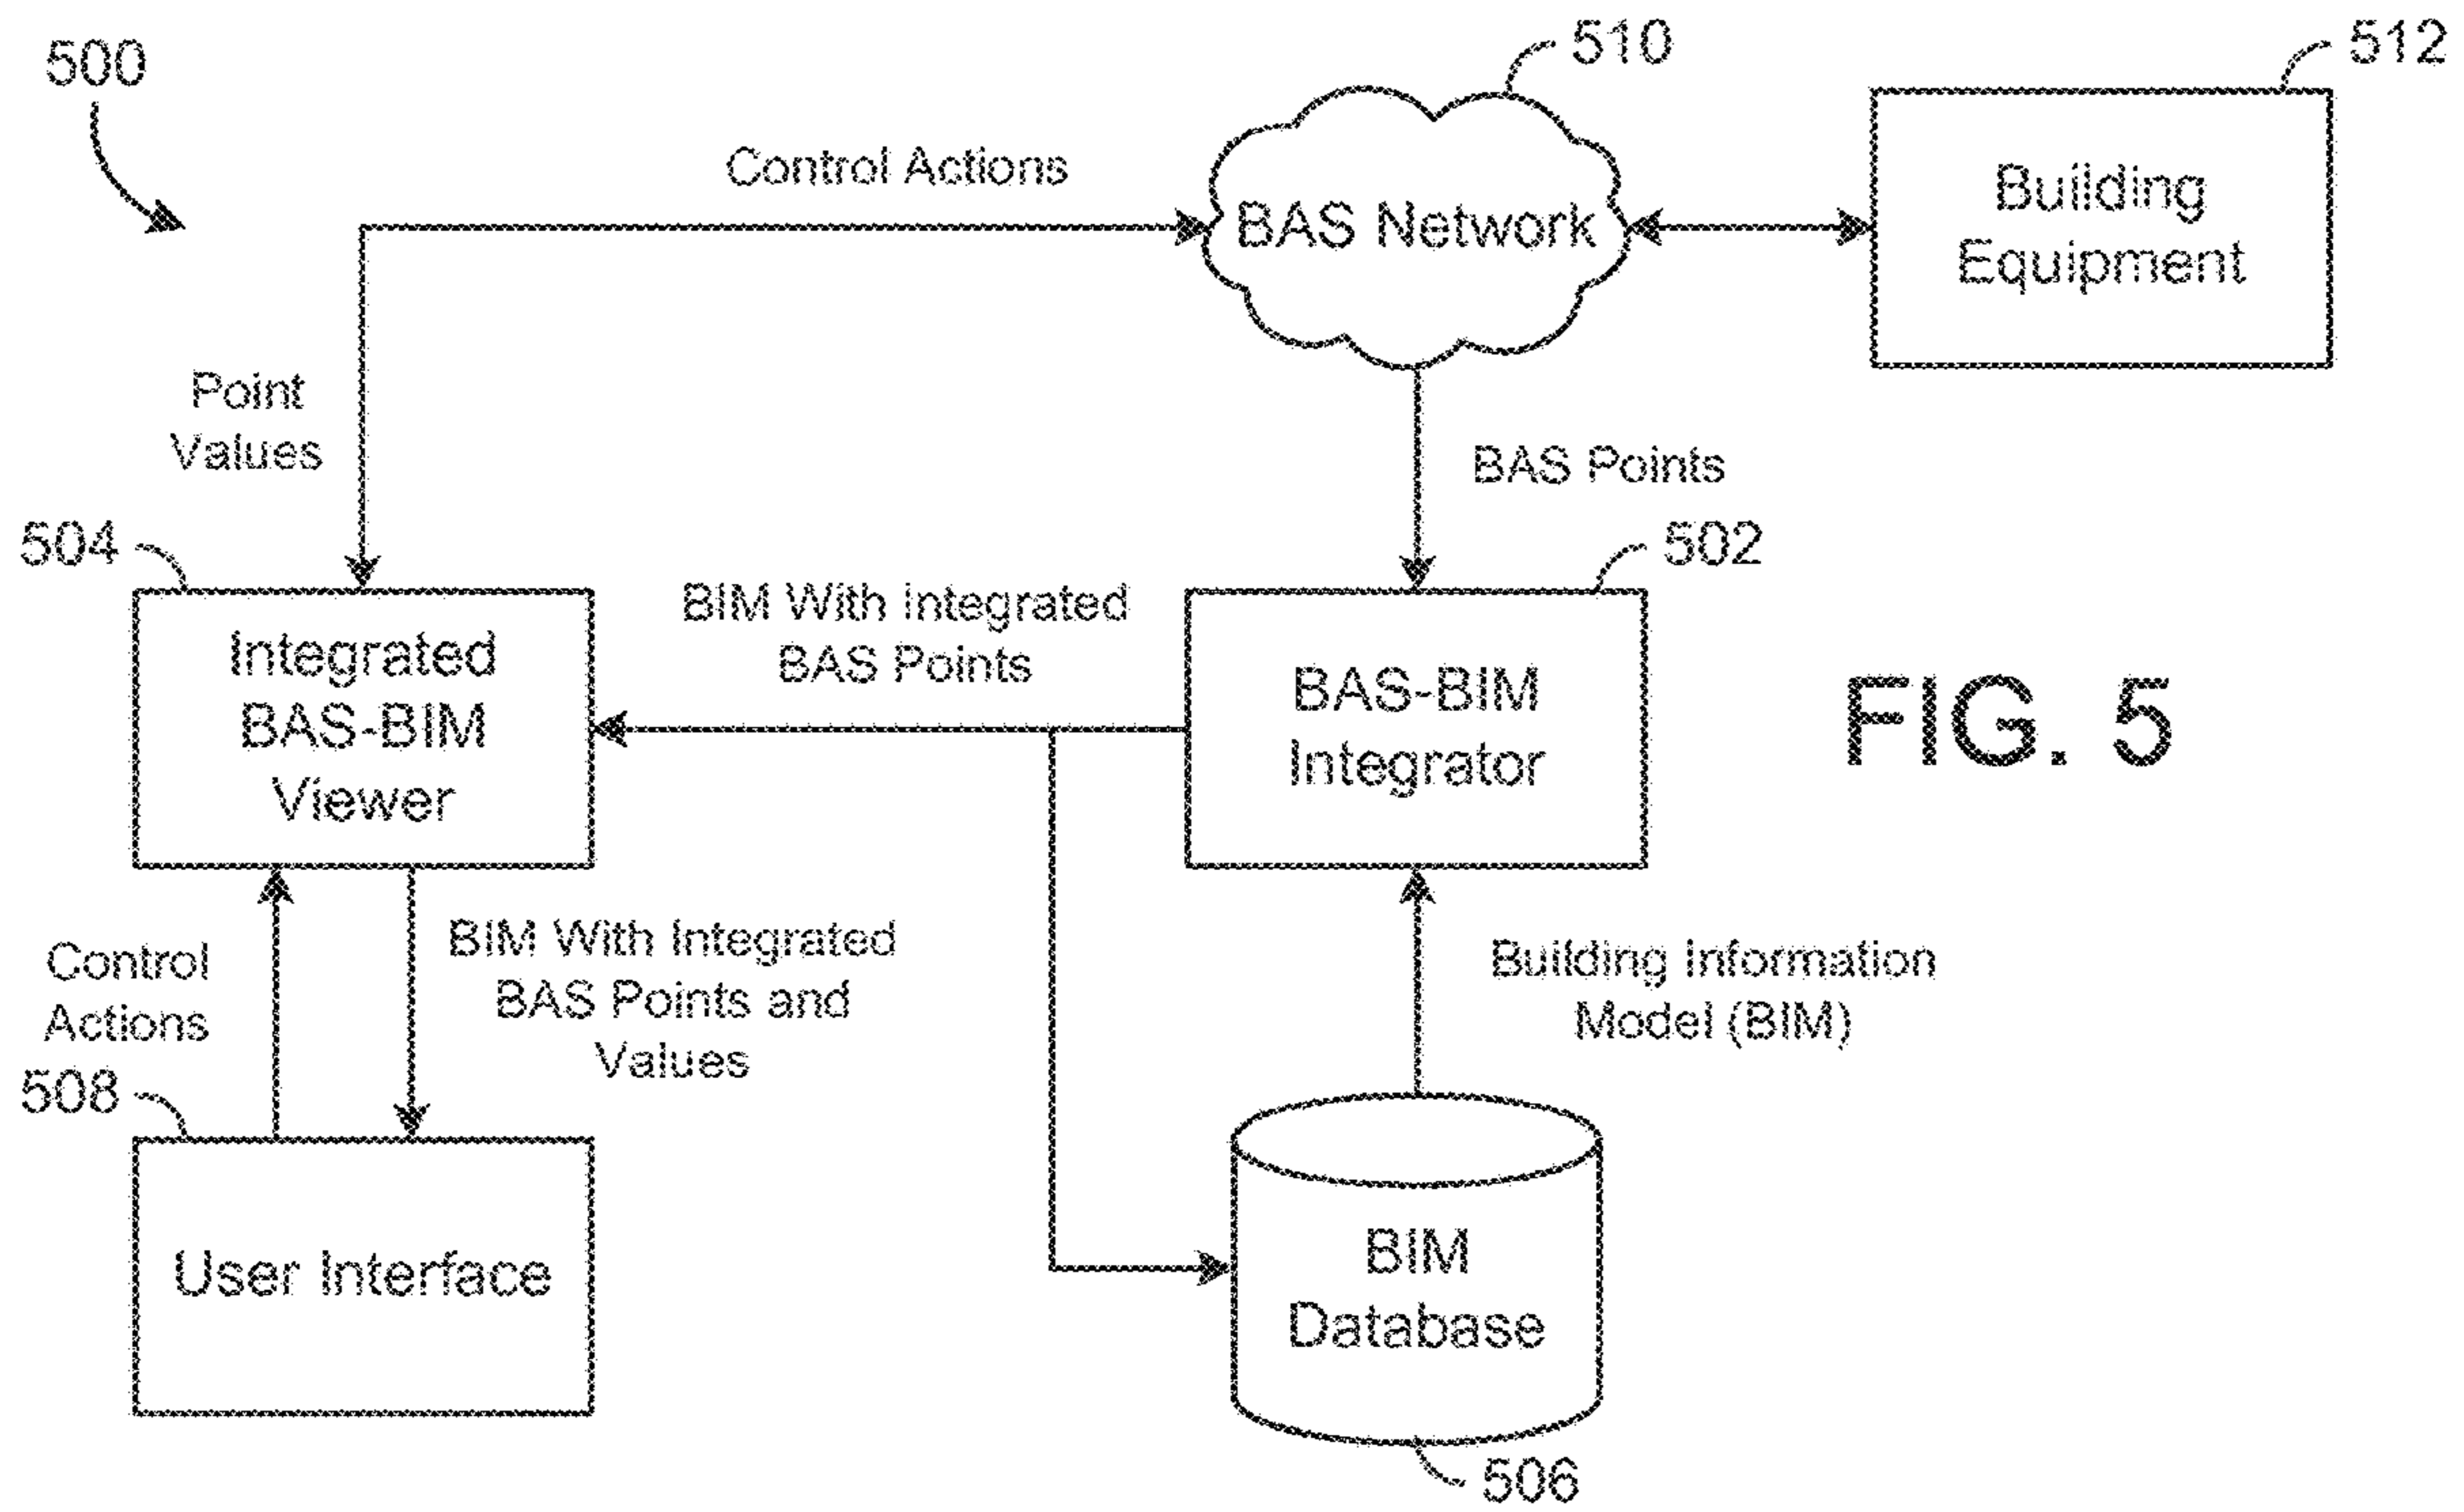 500
510
512
Control Actions
BAS Network
Building
Equipment
Point
Values
BAS Points
504
502
BIM With Integrated
BAS Points
Integrated
BAS-BIM
Viewer
BAS-BIM
Integrator
FIG. 5
Control
Actions
BIM With Integrated
BAS Points and
Values
Building Information
Model (BIM)
508
User Interface
BIM
Database
506